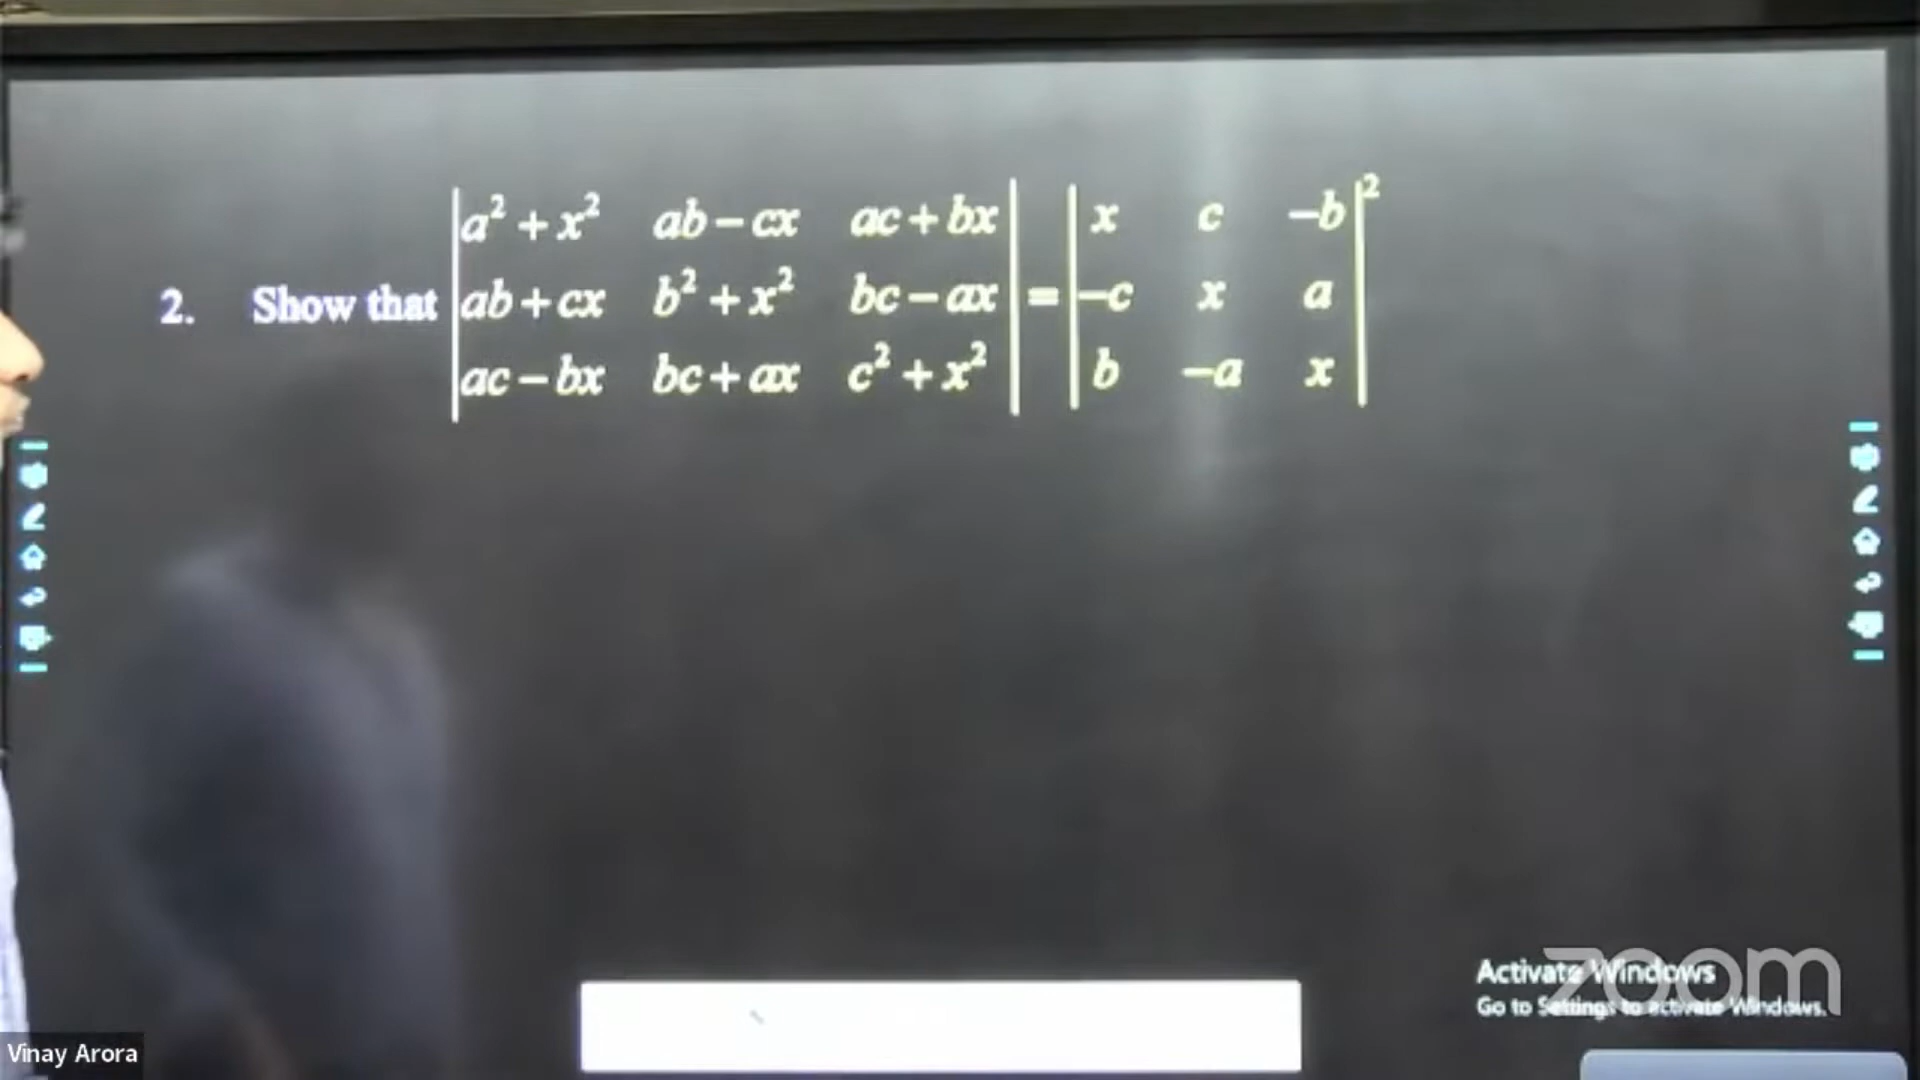 2. Show that |a² + x² ab − cx ac + bx| = |x c −b|²
|ab + cx b² + x² bc − ax| |−c x a|
|ac − bx bc + ax c² + x²| |b −a x|
zoom
Activate Windows
Go to Settings to activate Windows.
Vinay Arora